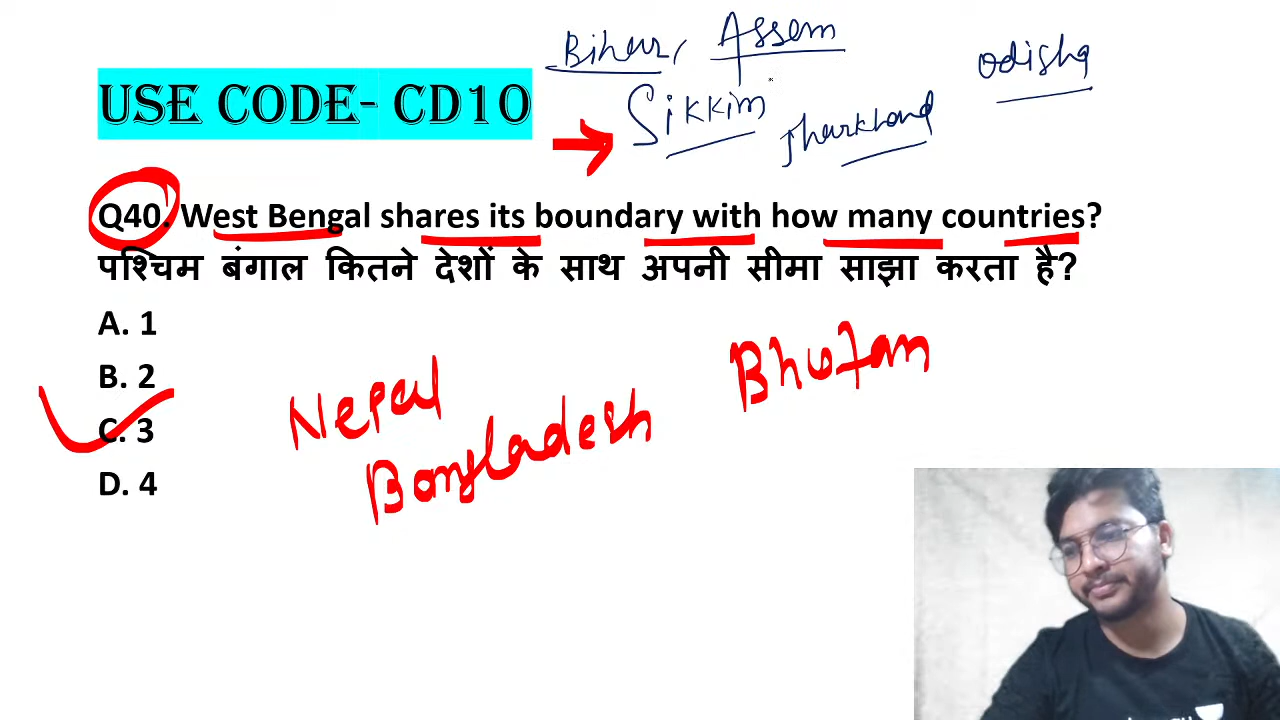 Bihar, Assam
odisha
USE CODE- CD10
Sikkim
Jharkhand
Q40. West Bengal shares its boundary with how many countries?
पश्चिम बंगाल कितने देशों के साथ अपनी सीमा साझा करता है?
A. 1
B. 2
C. 3
D. 4
Nepal
Bhutan
Bangladesh